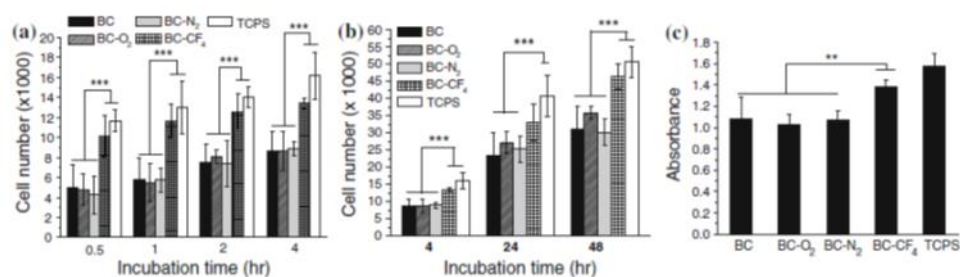 (a) BC BC-N₂ TCPS ***
BC-O₂ BC-CF₄
*** *** ***
Cell number (x1000)
20
18
16
14
12
10
8
6
4
2
0
0.5 1 2 4
Incubation time (hr)
(b) BC
BC-O₂
BC-N₂
BC-CF₄
TCPS
*** *** ***
Cell number (x 1000)
60
55
50
45
40
35
30
25
20
15
10
5
0
4 24 48
Incubation time (hr)
(c)
**
Absorbance
1.8
1.6
1.4
1.2
1.0
0.8
0.6
0.4
0.2
0.0
BC BC-O₂ BC-N₂ BC-CF₄ TCPS